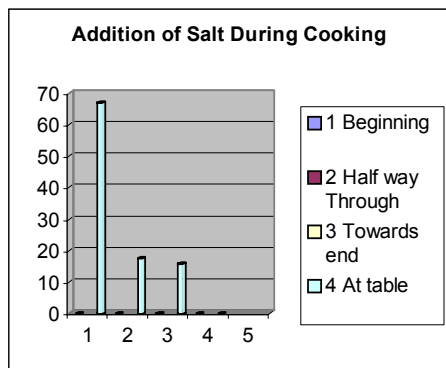 Addition of Salt During Cooking
70
60
50
40
30
20
10
0
1 2 3 4 5
1 Beginning
2 Half way
Through
3 Towards
end
4 At table